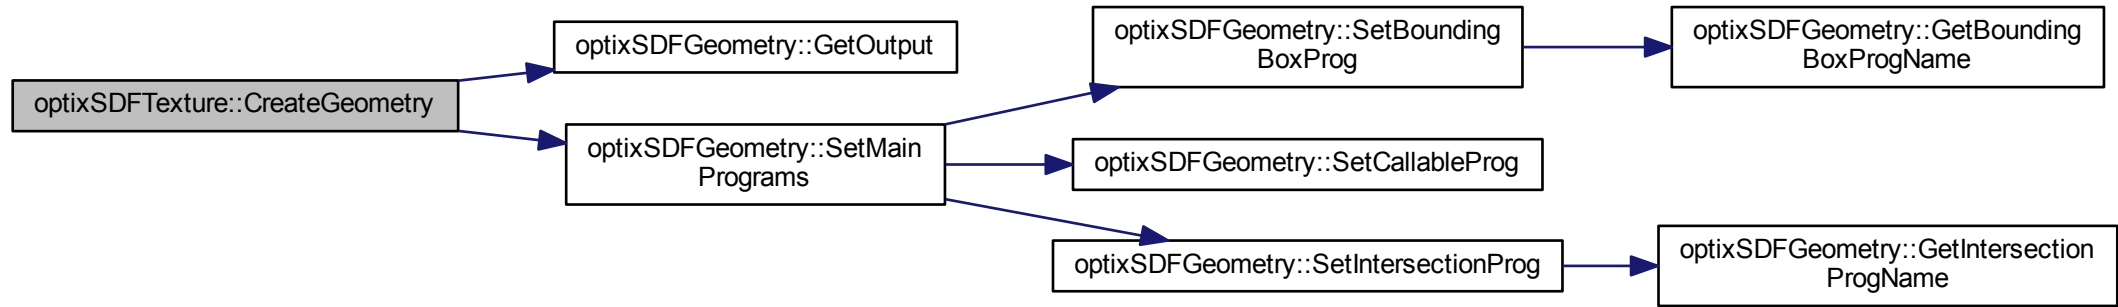 optixSDFTexture::CreateGeometry
optixSDFGeometry::GetOutput
optixSDFGeometry::SetMain
Programs
optixSDFGeometry::SetBounding
BoxProg
optixSDFGeometry::GetBounding
BoxProgName
optixSDFGeometry::SetCallableProg
optixSDFGeometry::SetIntersectionProg
optixSDFGeometry::GetIntersection
ProgName